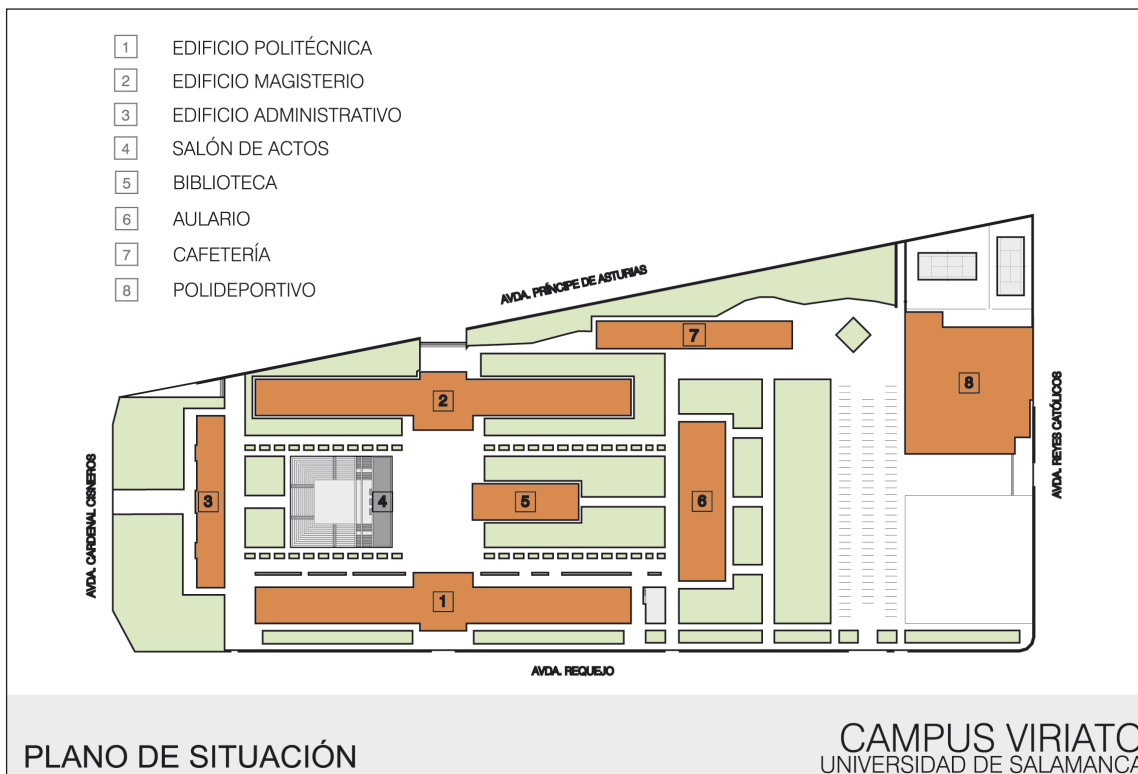 1 EDIFICIO POLITÉCNICA
2 EDIFICIO MAGISTERIO
3 EDIFICIO ADMINISTRATIVO
4 SALÓN DE ACTOS
5 BIBLIOTECA
6 AULARIO
7 CAFETERÍA
8 POLIDEPORTIVO
AVDA. PRÍNCIPE DE ASTURIAS
7
8
2
AVDA. REYES CATÓLICOS
AVDA. CARDENAL CISNEROS
3
4
5
6
1
AVDA. REQUEJO
PLANO DE SITUACIÓN
CAMPUS VIRIATO
UNIVERSIDAD DE SALAMANCA